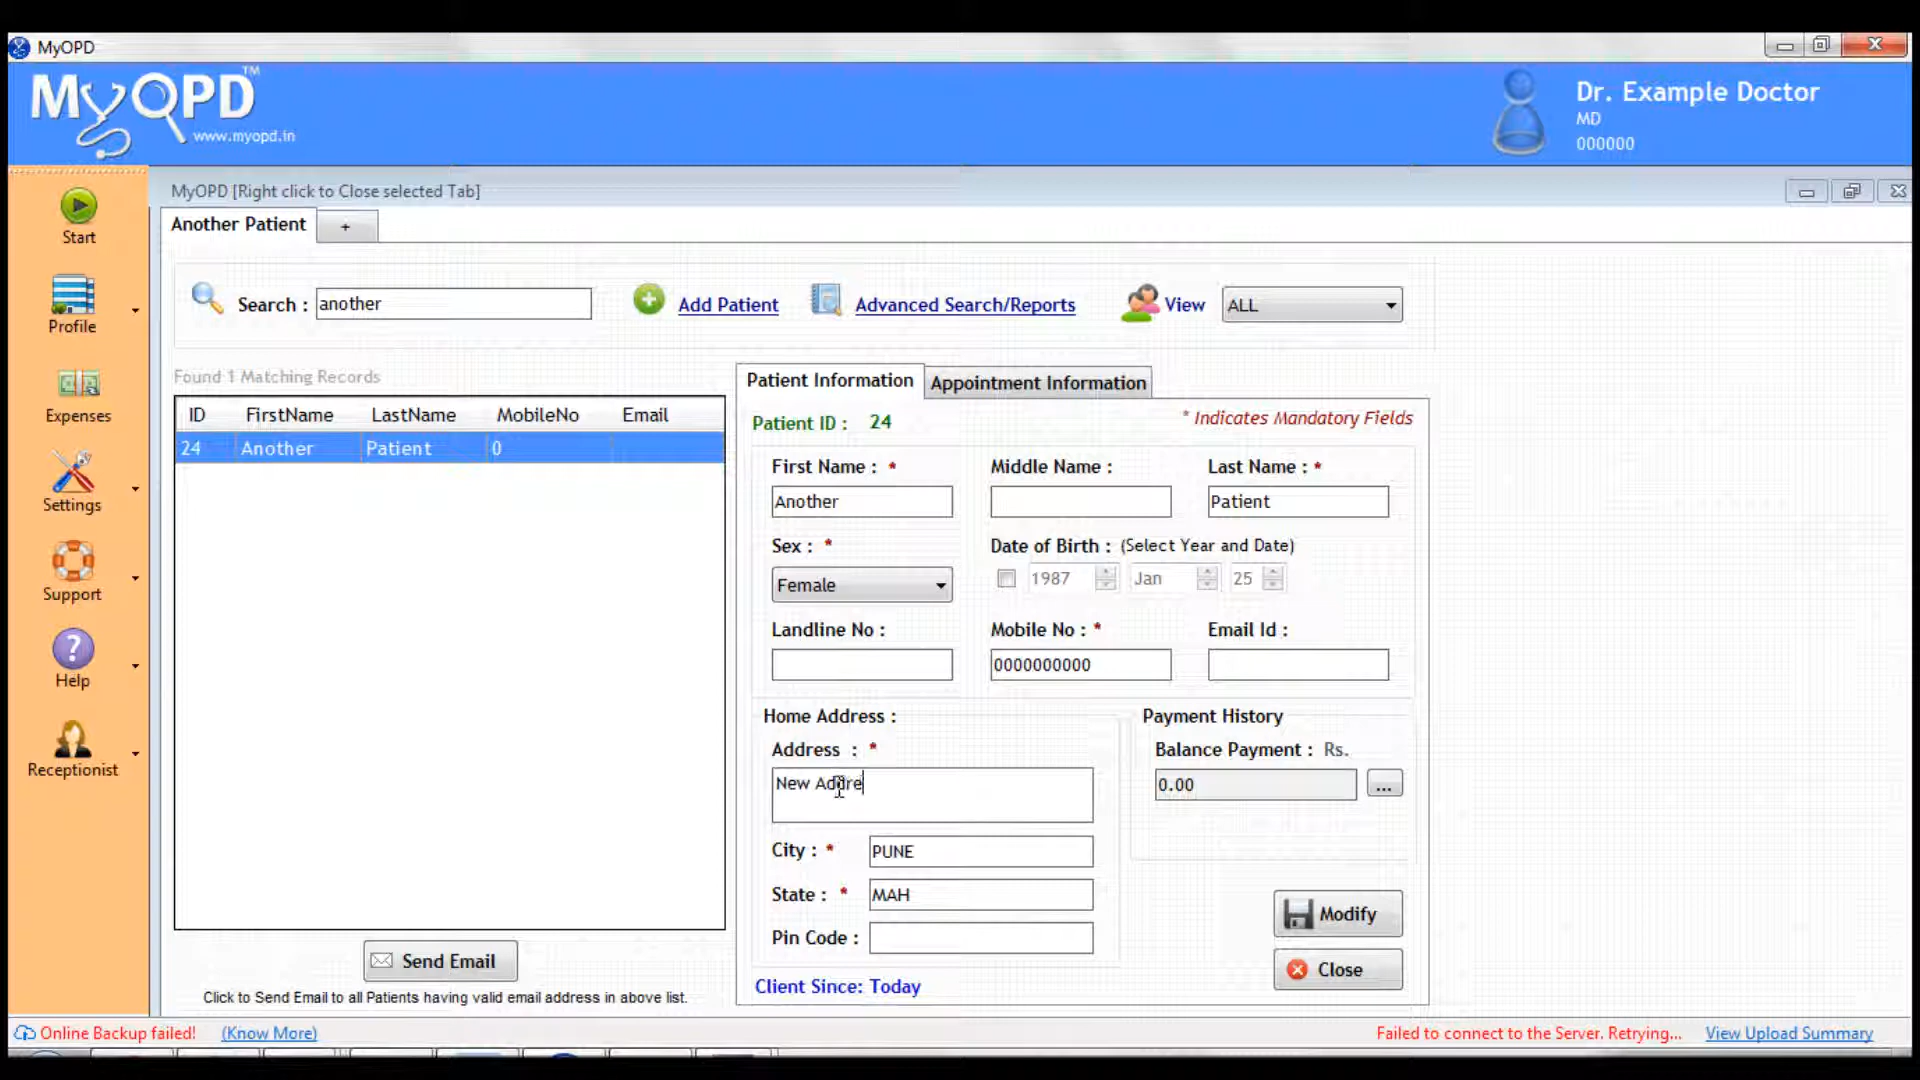 MyOPD
MyOPD™
www.myopd.in
Dr. Example Doctor
MD
000000
Start
Profile
Expenses
Settings
Support
Help
Receptionist
MyOPD [Right click to Close selected Tab]
Another Patient +
Search : another Add Patient Advanced Search/Reports View ALL
Found 1 Matching Records
ID FirstName LastName MobileNo Email
24 Another Patient 0
Send Email
Click to Send Email to all Patients having valid email address in above list.
Patient Information Appointment Information
Patient ID : 24 * Indicates Mandatory Fields
First Name : * Middle Name : Last Name : *
Another Patient
Sex : * Date of Birth : (Select Year and Date)
Female 1987 Jan 25
Landline No : Mobile No : * Email Id :
0000000000
Home Address :
Address : *
New Addre
City : * PUNE
State : * MAH
Pin Code :
Payment History
Balance Payment : Rs.
0.00 ...
Modify
Close
Client Since: Today
Online Backup failed! (Know More) Failed to connect to the Server. Retrying... View Upload Summary